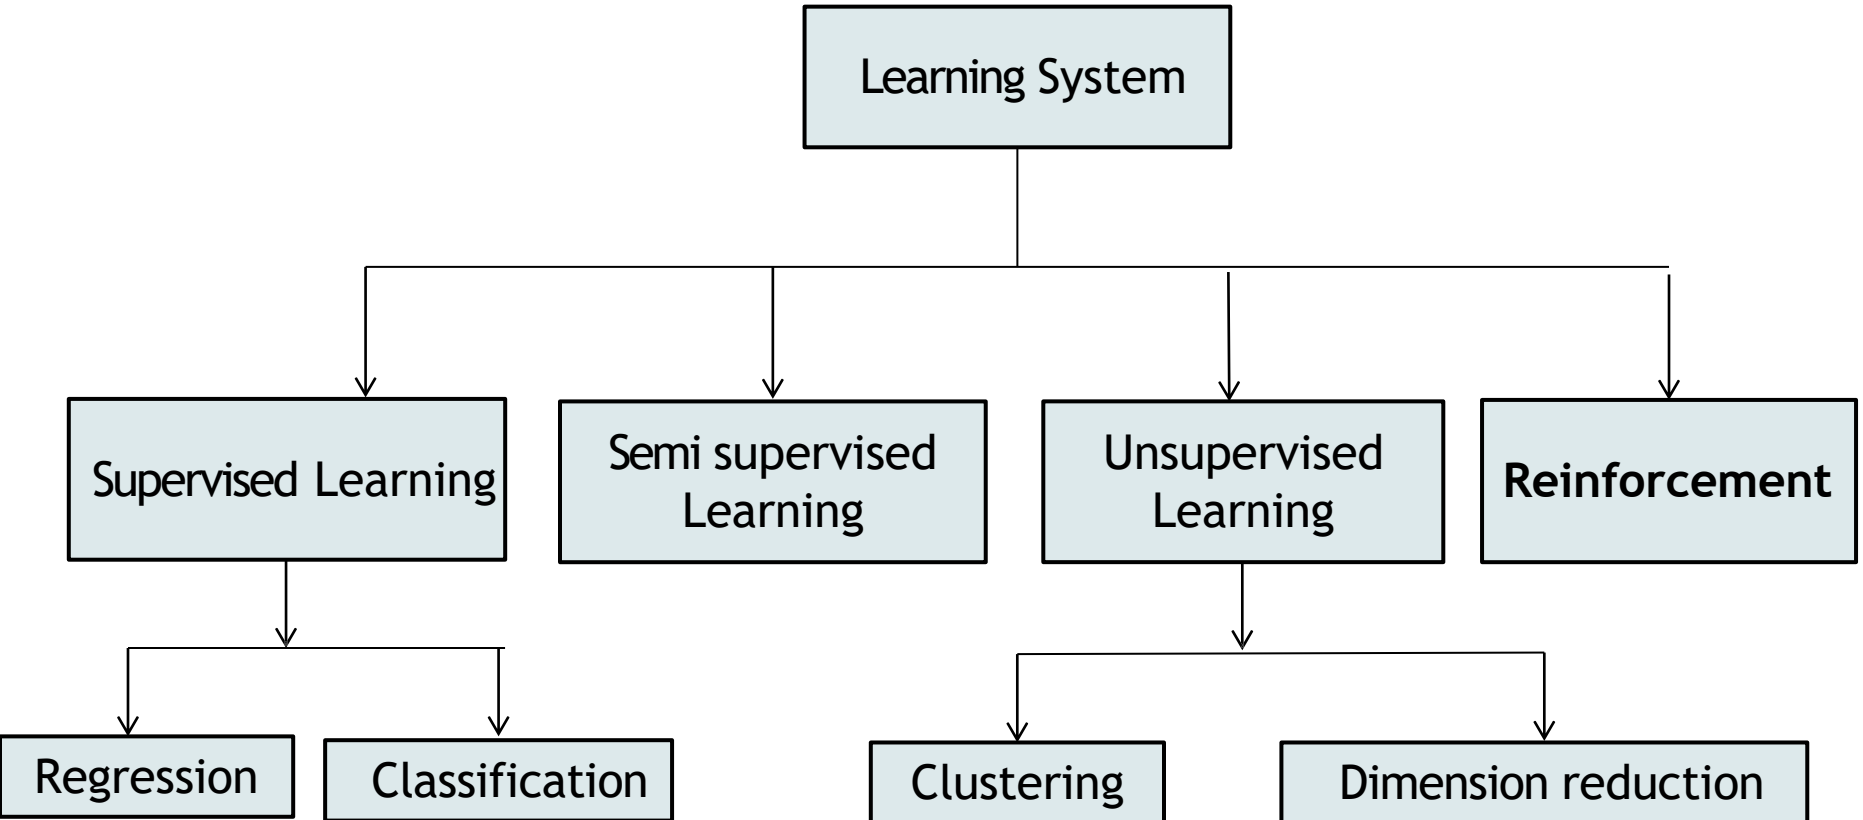 Learning System
Supervised Learning
Semi supervised
Learning
Unsupervised
Learning
Reinforcement
Regression
Classification
Clustering
Dimension reduction